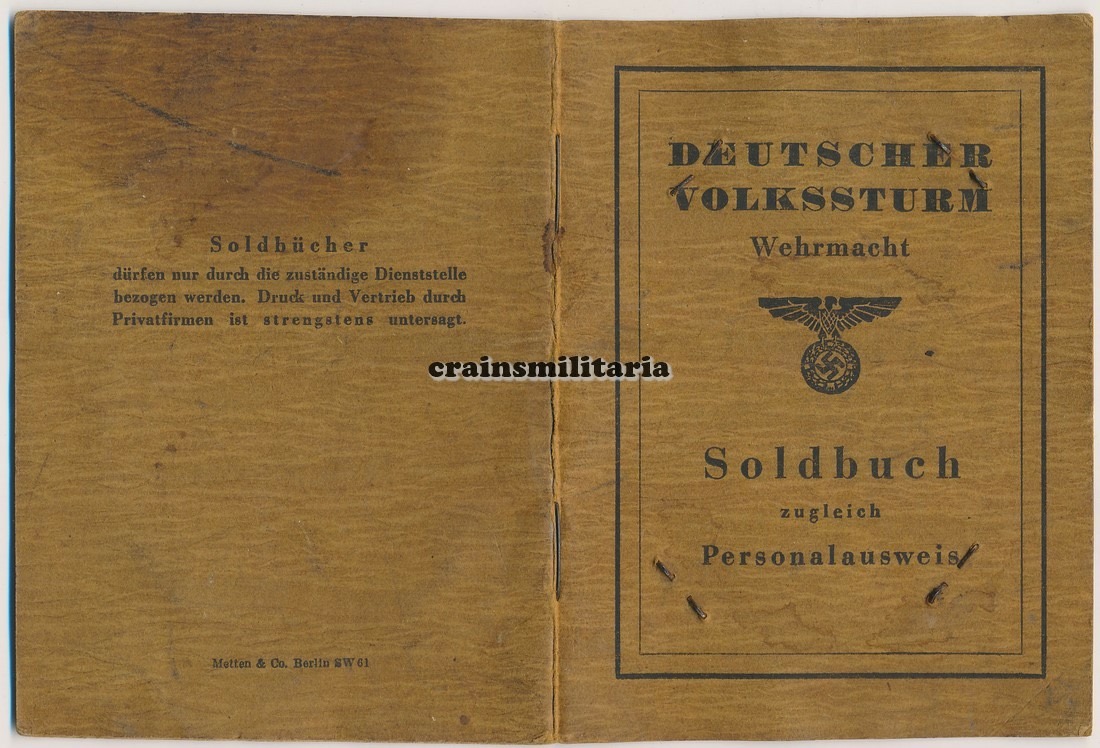 Soldbücher
dürfen nur durch die zuständige Dienststelle
bezogen werden. Druck und Vertrieb durch
Privatfirmen ist strengstens untersagt.
Metten & Co. Berlin SW 61
crainsmilitaria
DEUTSCHER
VOLKSSTURM
Wehrmacht
Soldbuch
zugleich
Personalausweis